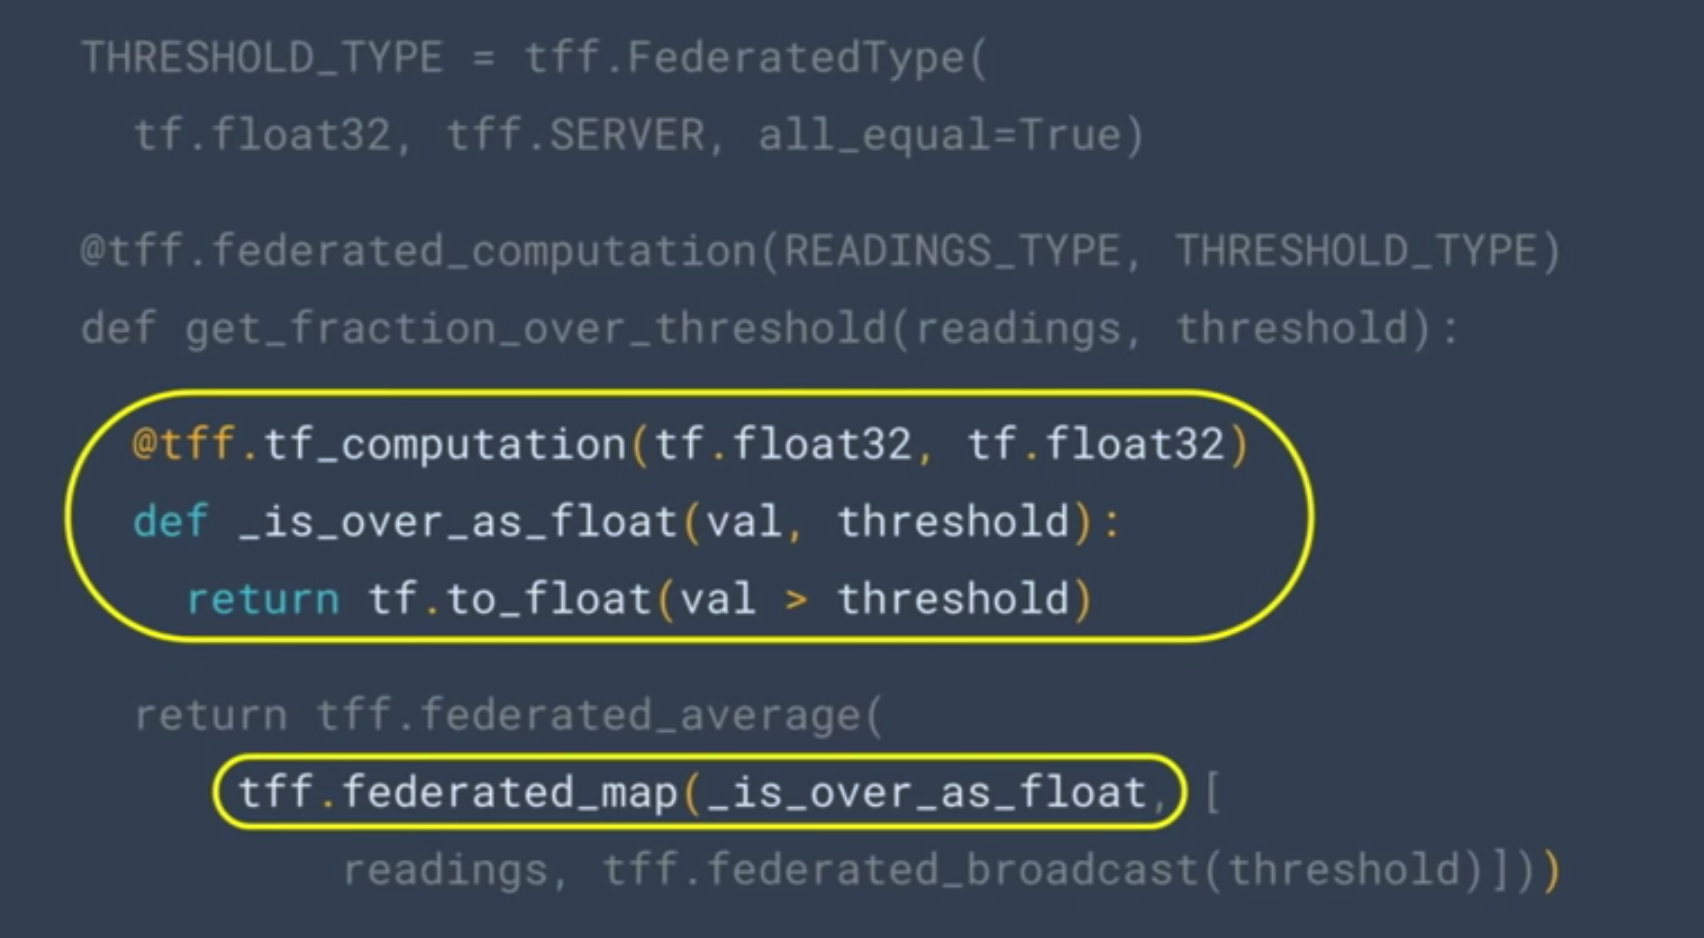 THRESHOLD_TYPE = tff.FederatedType(
tf.float32, tff.SERVER, all_equal=True)
@tff.federated_computation(READINGS_TYPE, THRESHOLD_TYPE)
def get_fraction_over_threshold(readings, threshold):
@tff.tf_computation(tf.float32, tf.float32)
def _is_over_as_float(val, threshold):
return tf.to_float(val > threshold)
return tff.federated_average(
tff.federated_map(_is_over_as_float, [
readings, tff.federated_broadcast(threshold)]))